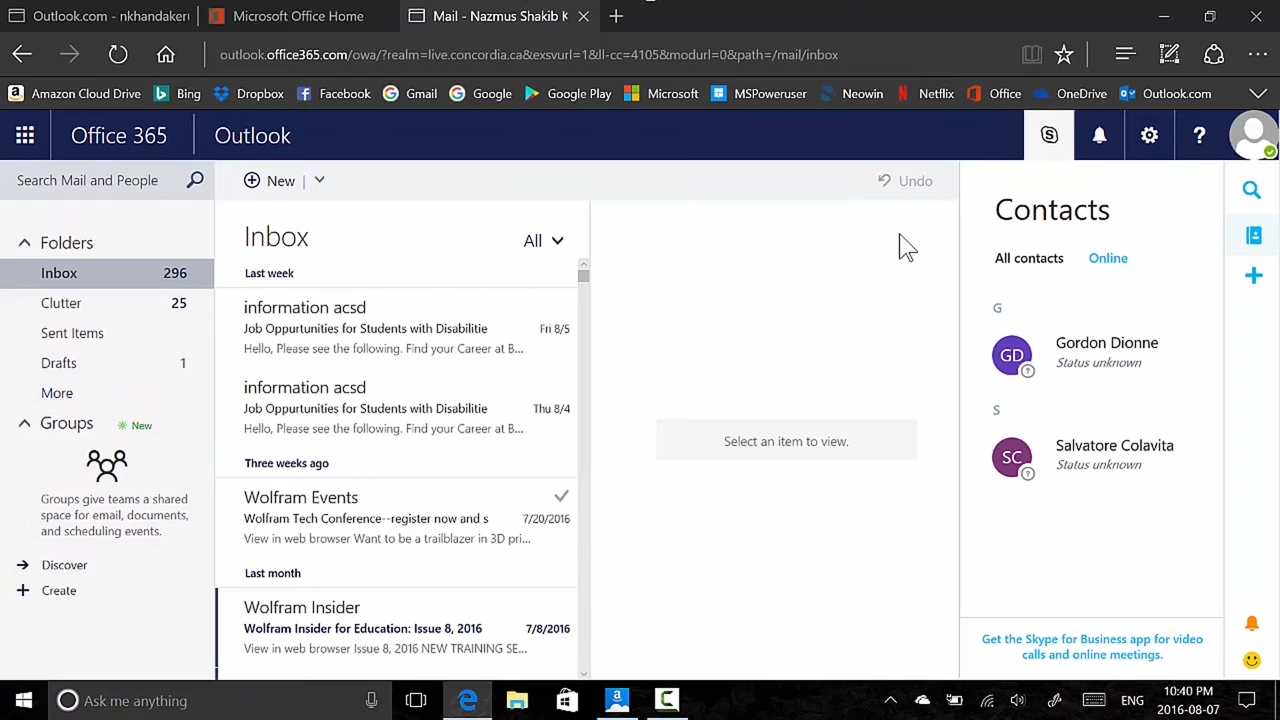 Outlook.com - nkhandaker
Microsoft Office Home
Mail - Nazmus Shakib K
outlook.office365.com/owa/?realm=live.concordia.ca&exsvurl=1&ll-cc=4105&modurl=0&path=/mail/inbox
Amazon Cloud Drive
Bing
Dropbox
Facebook
Gmail
Google
Google Play
Microsoft
MSPoweruser
Neowin
Netflix
Office
OneDrive
Outlook.com
Office 365
Outlook
Search Mail and People
New
Undo
Folders
Inbox 296
Clutter 25
Sent Items
Drafts 1
More
Groups
New
Groups give teams a shared
space for email, documents,
and scheduling events.
Discover
Create
Inbox
All
Last week
information acsd
Job Oppurtunities for Students with Disabilitie Fri 8/5
Hello, Please see the following. Find your Career at B...
information acsd
Job Oppurtunities for Students with Disabilitie Thu 8/4
Hello, Please see the following. Find your Career at B...
Three weeks ago
Wolfram Events
Wolfram Tech Conference--register now and s 7/20/2016
View in web browser Want to be a trailblazer in 3D pri...
Last month
Wolfram Insider
Wolfram Insider for Education: Issue 8, 2016 7/8/2016
View in web browser Issue 8, 2016 NEW TRAINING SE...
Select an item to view.
Contacts
All contacts
Online
G
GD
Gordon Dionne
Status unknown
S
SC
Salvatore Colavita
Status unknown
Get the Skype for Business app for video
calls and online meetings.
Ask me anything
ENG
10:40 PM
2016-08-07